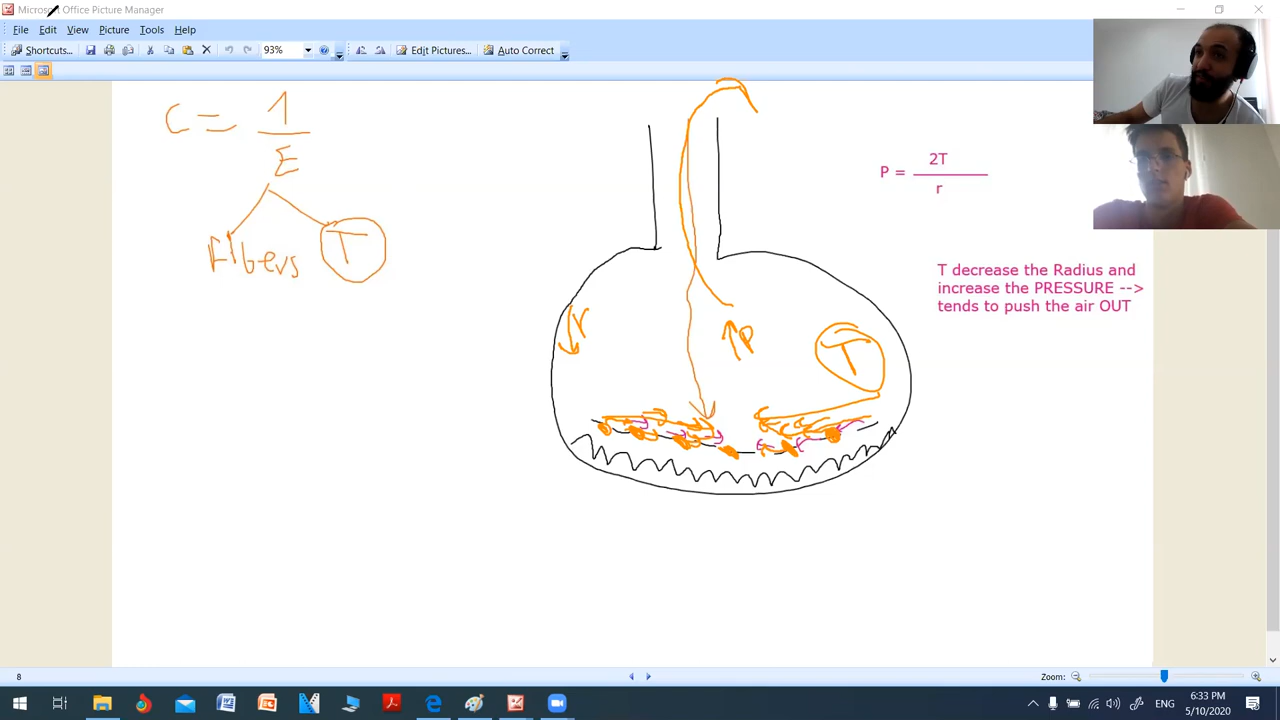 Microsoft Office Picture Manager
File Edit View Picture Tools Help
Shortcuts... 93% Edit Pictures... Auto Correct
C = 1
E
Fibers T
P = 2T
r
T decrease the Radius and
increase the PRESSURE -->
tends to push the air OUT
r
P
T
8
Zoom:
ENG
6:33 PM
5/10/2020